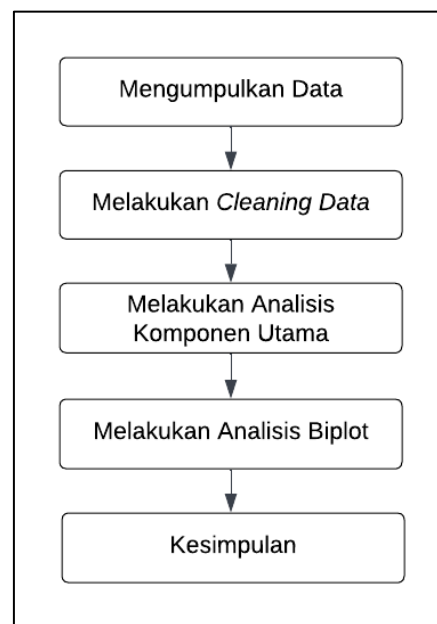 Mengumpulkan Data
Melakukan Cleaning Data
Melakukan Analisis
Komponen Utama
Melakukan Analisis Biplot
Kesimpulan